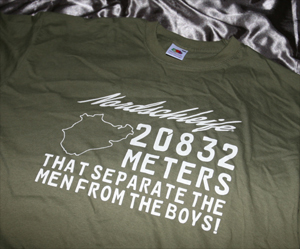 Nordschleife
20832
METERS
THAT SEPARATE THE
MEN FROM THE BOYS!